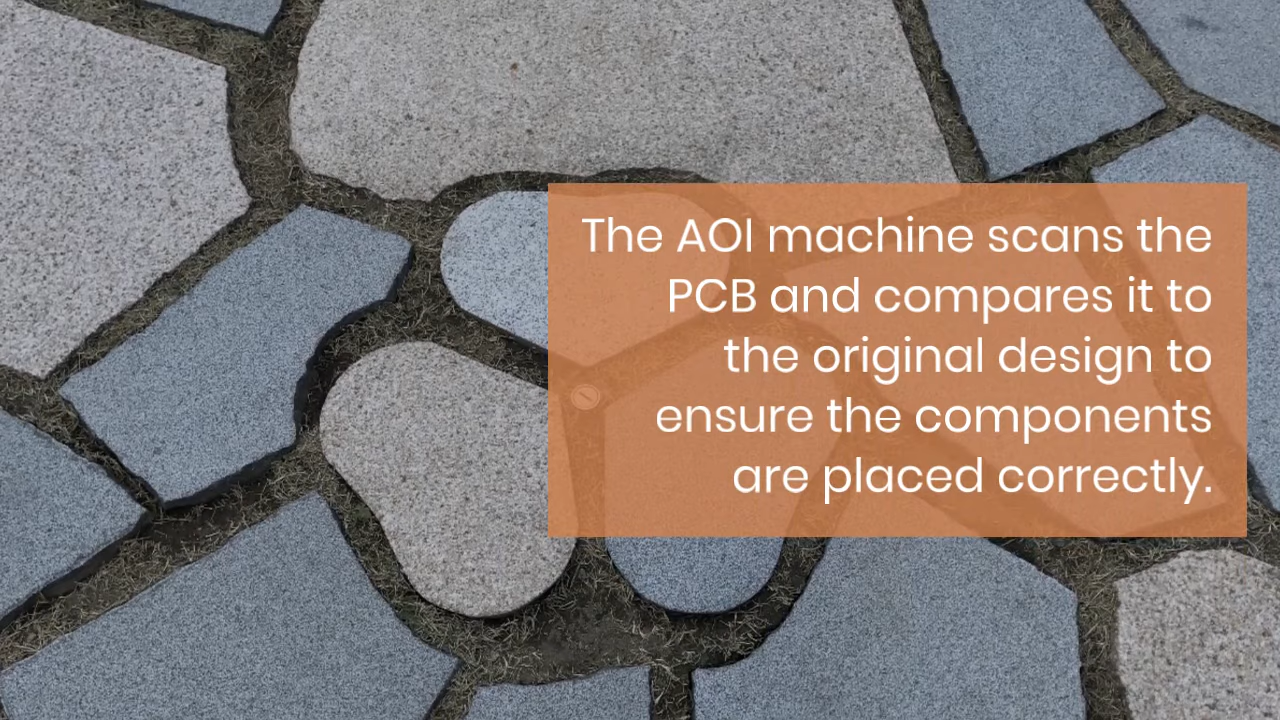 The AOI machine scans the
PCB and compares it to
the original design to
ensure the components
are placed correctly.